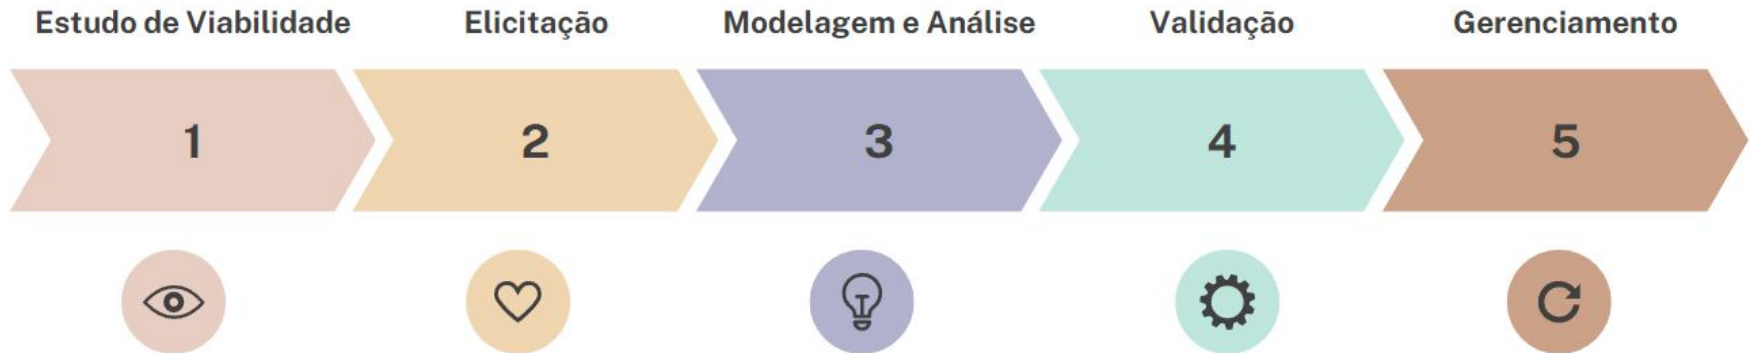 Estudo de Viabilidade
Elicitação
Modelagem e Análise
Validação
Gerenciamento
1
2
3
4
5